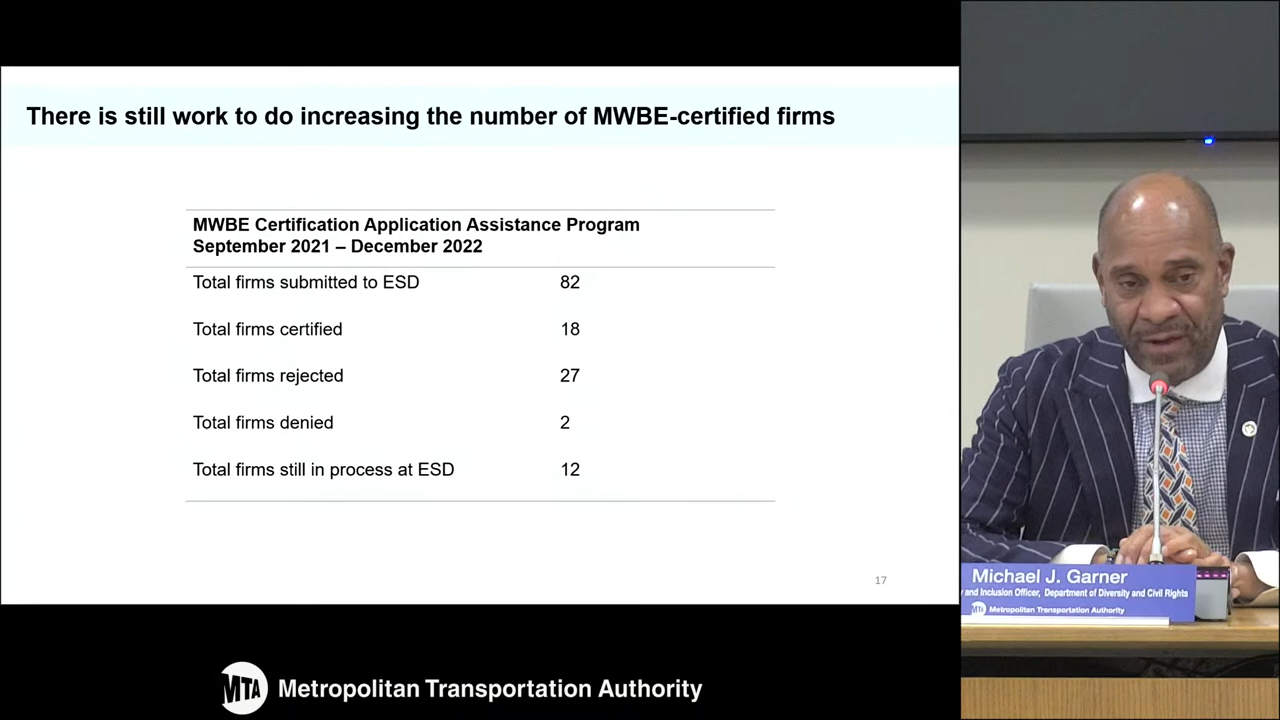 There is still work to do increasing the number of MWBE-certified firms
MWBE Certification Application Assistance Program
September 2021 – December 2022
Total firms submitted to ESD 82
Total firms certified 18
Total firms rejected 27
Total firms denied 2
Total firms still in process at ESD 12
17
Michael J. Garner
and Inclusion Officer, Department of Diversity and Civil Rights
MTA Metropolitan Transportation Authority
MTA Metropolitan Transportation Authority